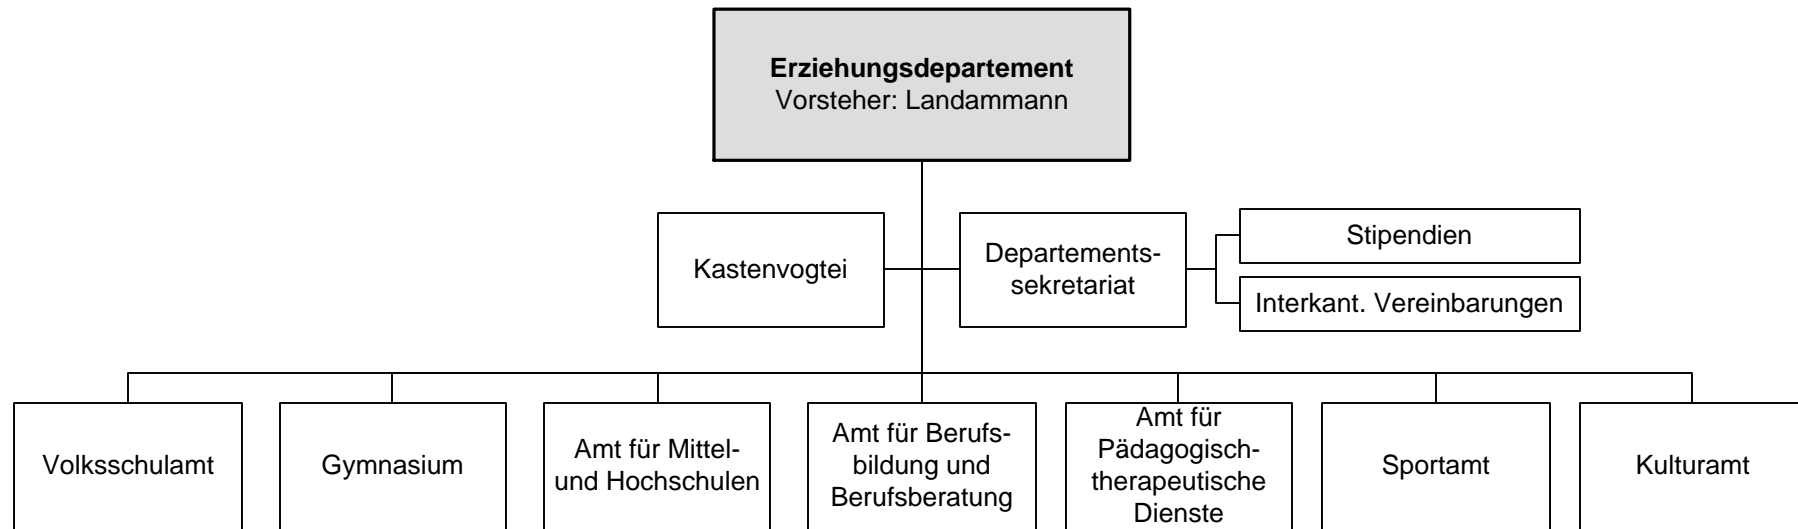 Erziehungsdepartement
Vorsteher: Landammann
Kastenvogtei
Departements-
sekretariat
Stipendien
Interkant. Vereinbarungen
Volksschulamt
Gymnasium
Amt für Mittel-
und Hochschulen
Amt für Berufs-
bildung und
Berufsberatung
Amt für
Pädagogisch-
therapeutische
Dienste
Sportamt
Kulturamt